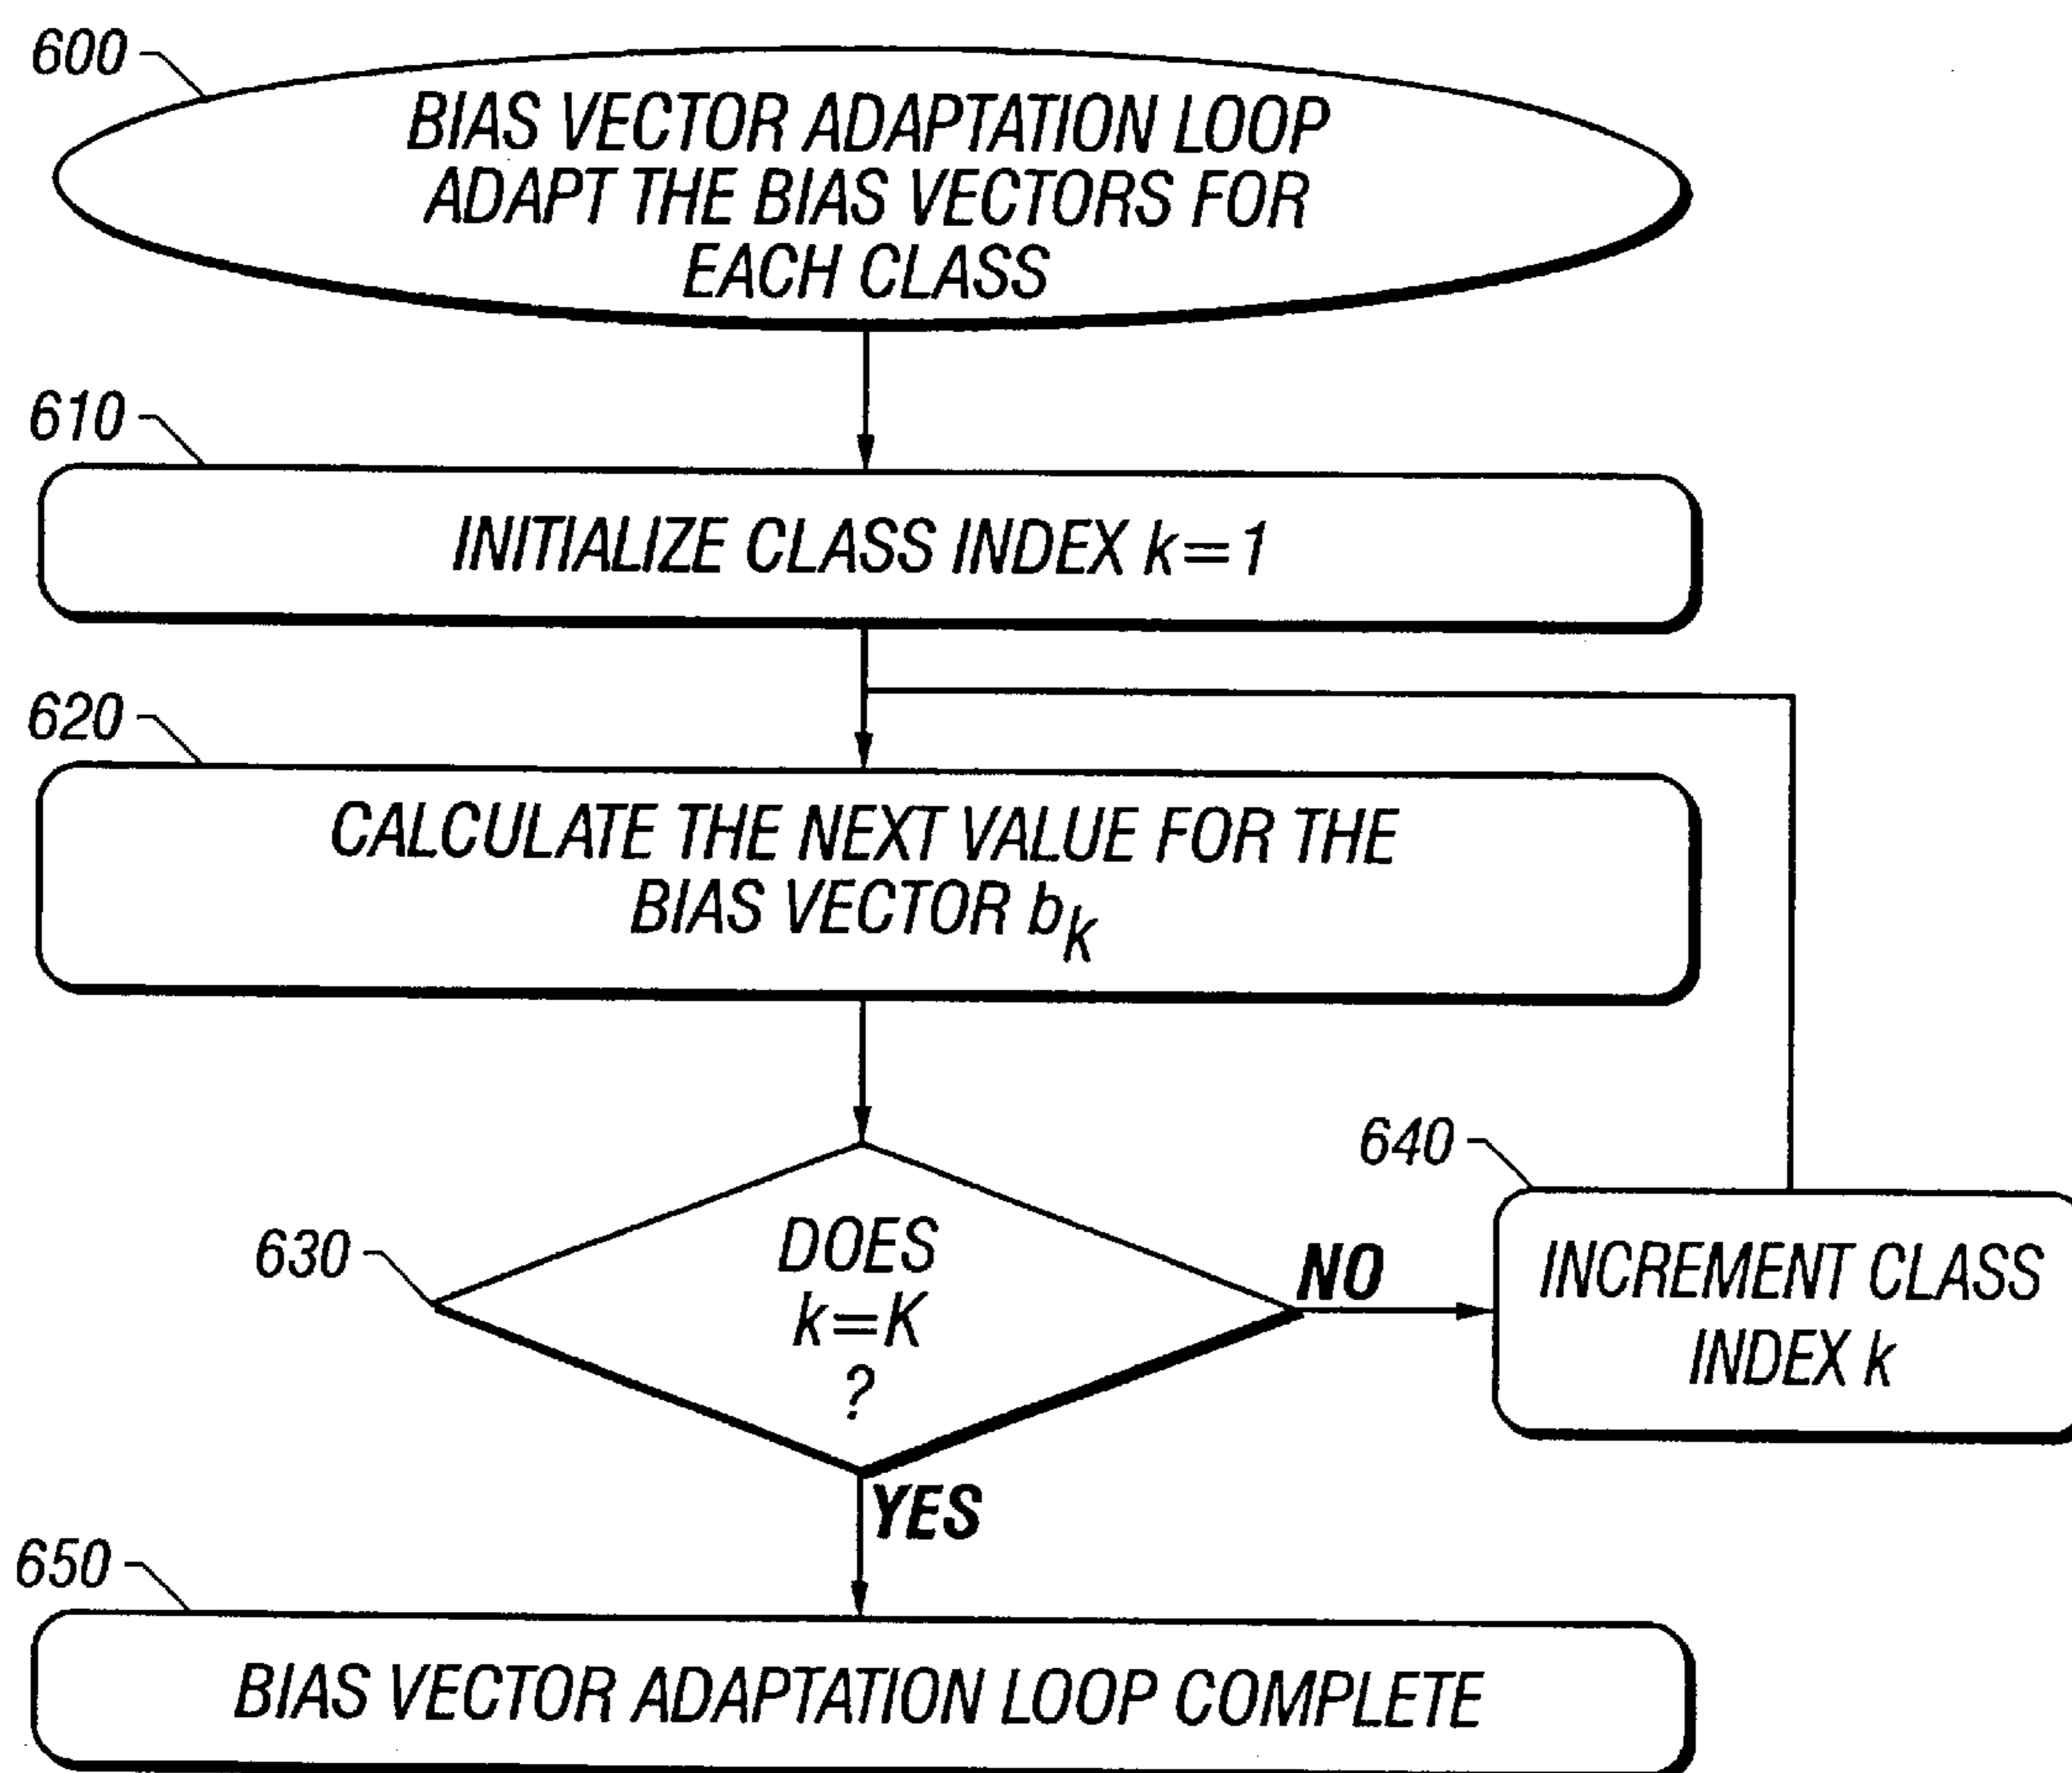 600
BIAS VECTOR ADAPTATION LOOP
ADAPT THE BIAS VECTORS FOR
EACH CLASS
610
INITIALIZE CLASS INDEX k=1
620
CALCULATE THE NEXT VALUE FOR THE
BIAS VECTOR bk
630
DOES
k=K
?
NO
640
INCREMENT CLASS
INDEX k
YES
650
BIAS VECTOR ADAPTATION LOOP COMPLETE